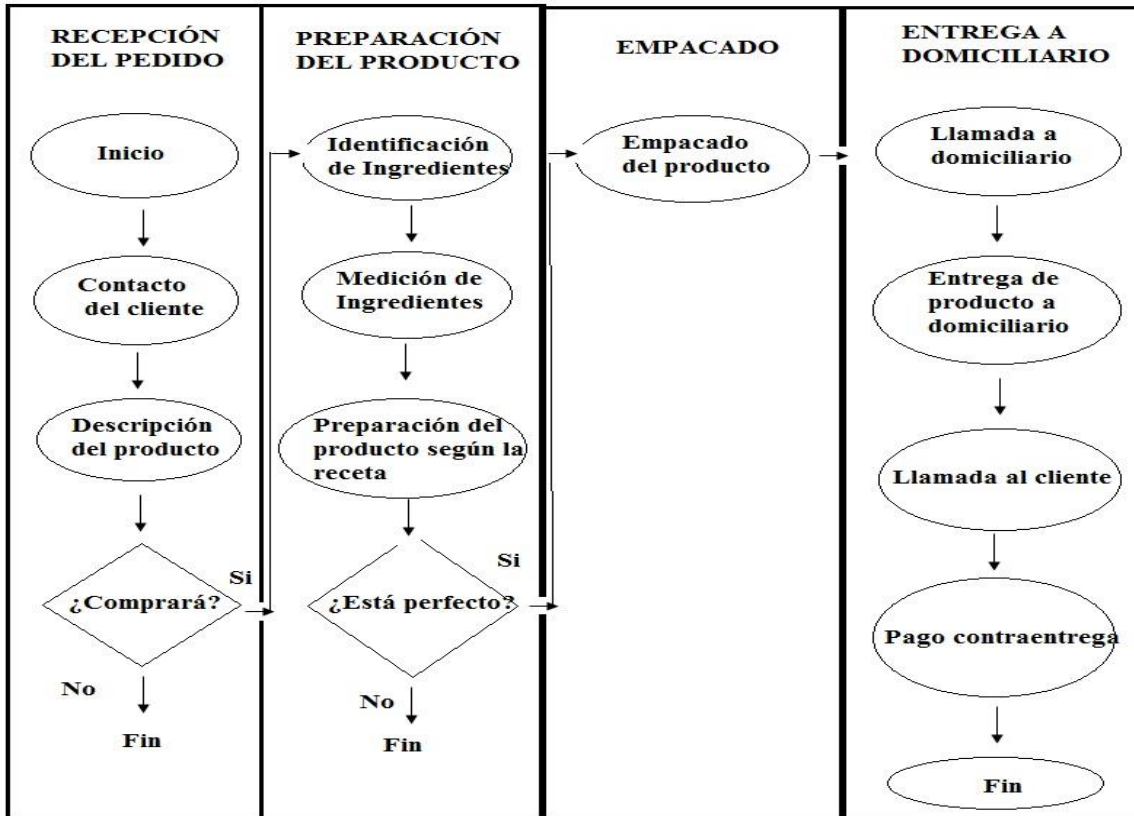 RECEPCIÓN
DEL PEDIDO
Inicio
Contacto
del cliente
Descripción
del producto
¿Comprará?
Si
No
Fin
PREPARACIÓN
DEL PRODUCTO
Identificación
de Ingredientes
Medición de
Ingredientes
Preparación del
producto según la
receta
¿Está perfecto?
Si
No
Fin
EMPACADO
Empacado
del producto
ENTREGA A
DOMICILIARIO
Llamada a
domiciliario
Entrega de
producto a
domiciliario
Llamada al cliente
Pago contraentrega
Fin